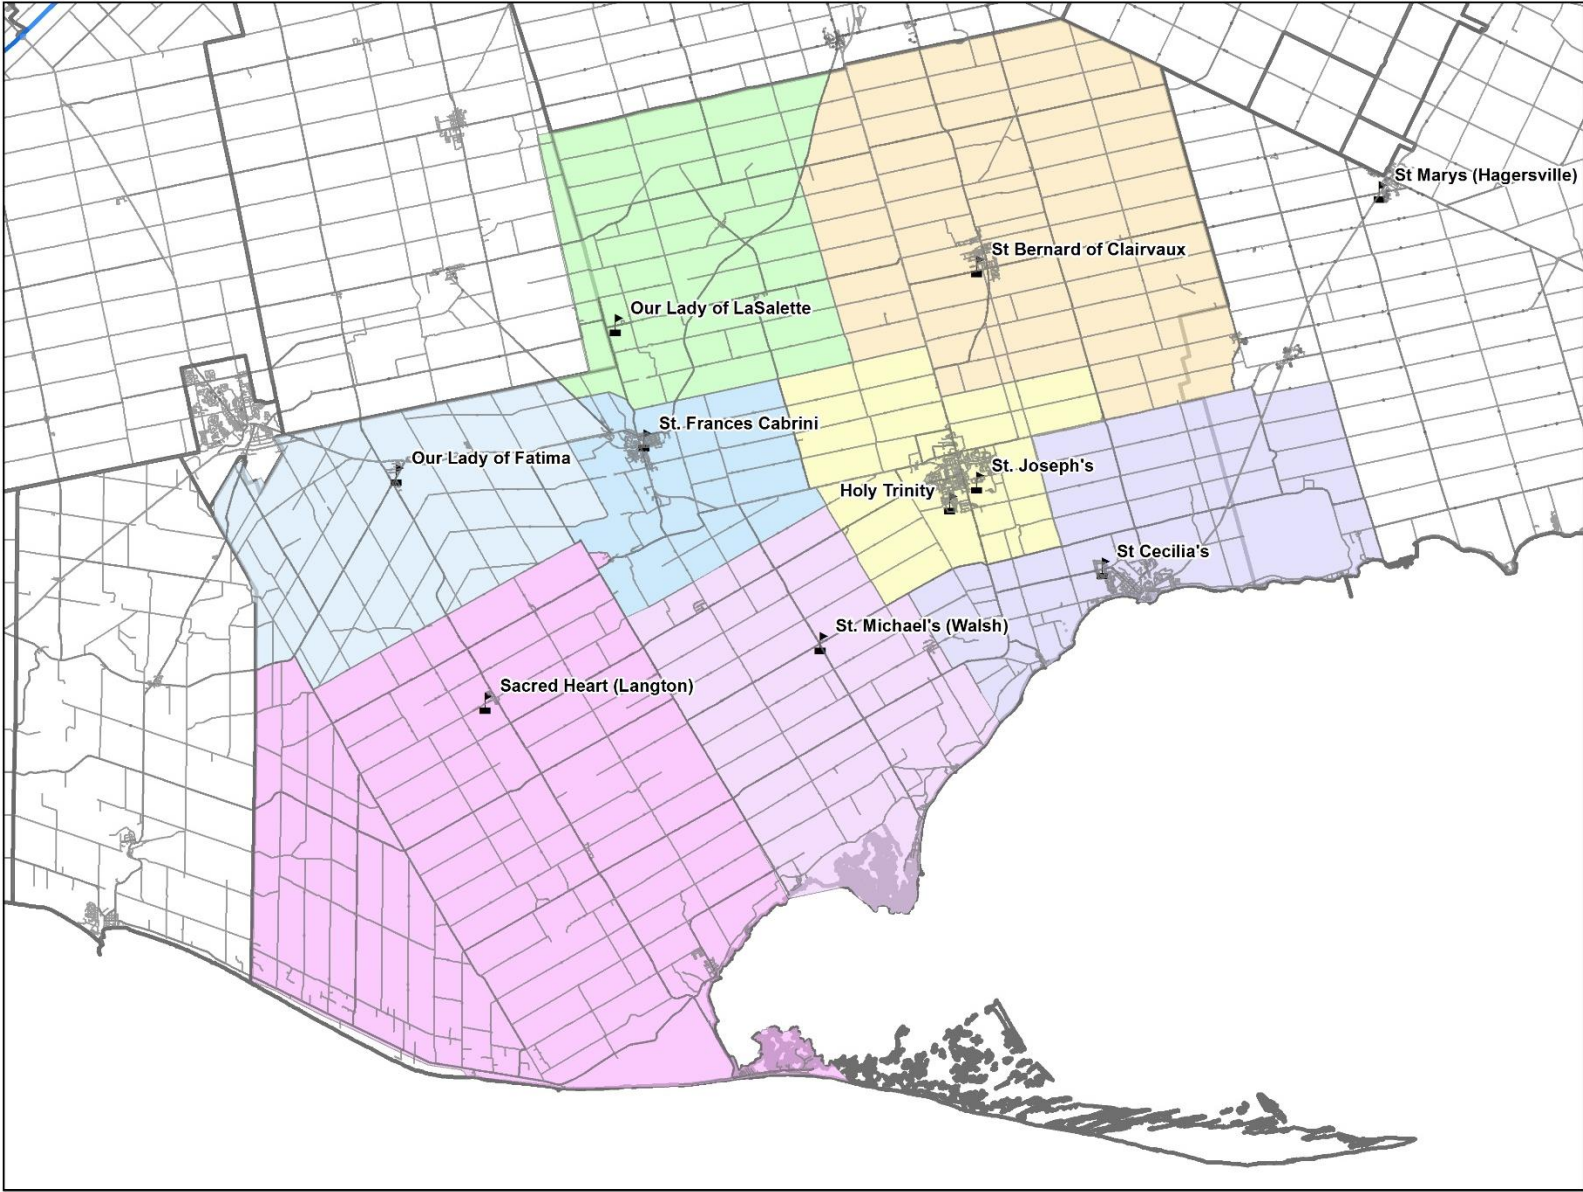 St Marys (Hagersville)
St Bernard of Clairvaux
Our Lady of LaSalette
St. Frances Cabrini
Our Lady of Fatima
St. Joseph's
Holy Trinity
St Cecilia's
St. Michael's (Walsh)
Sacred Heart (Langton)